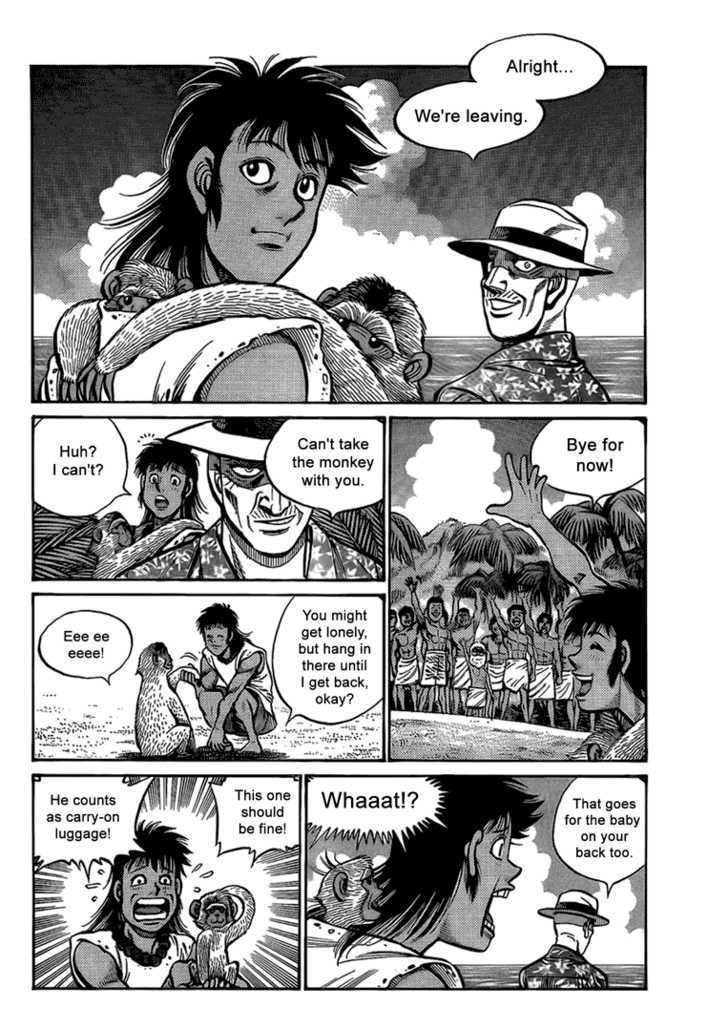 Alright...
We're leaving.
Huh?
I can't?
Can't take
the monkey
with you.
Bye for
now!
Eee ee
eeee!
You might
get lonely,
but hang in
there until
I get back,
okay?
He counts
as carry-on
luggage!
This one
should
be fine!
Whaaat!?
That goes
for the baby
on your
back too.